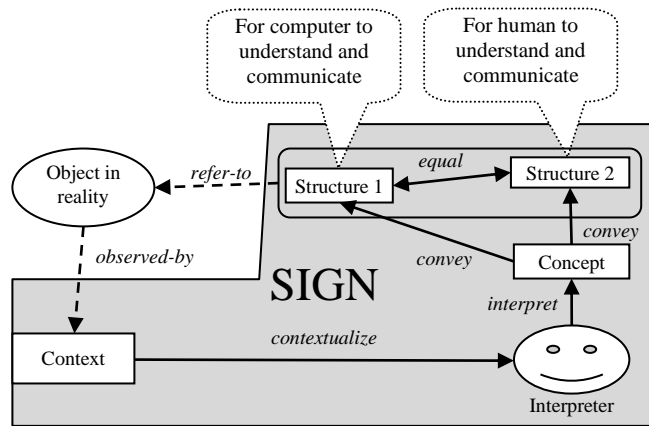 For computer to
understand and
communicate
For human to
understand and
communicate
Object in
reality
refer-to
Structure 1
equal
Structure 2
observed-by
convey
convey
Concept
SIGN
interpret
Context
contextualize
Interpreter